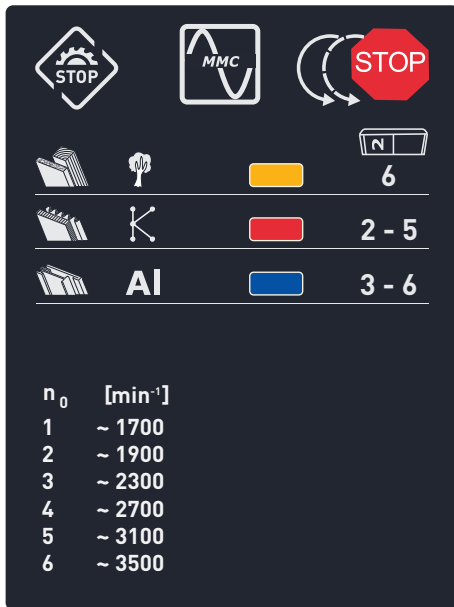 STOP
MMC
STOP
2
6
2 - 5
Al
3 - 6
n0 [min-1]
1 ~ 1700
2 ~ 1900
3 ~ 2300
4 ~ 2700
5 ~ 3100
6 ~ 3500